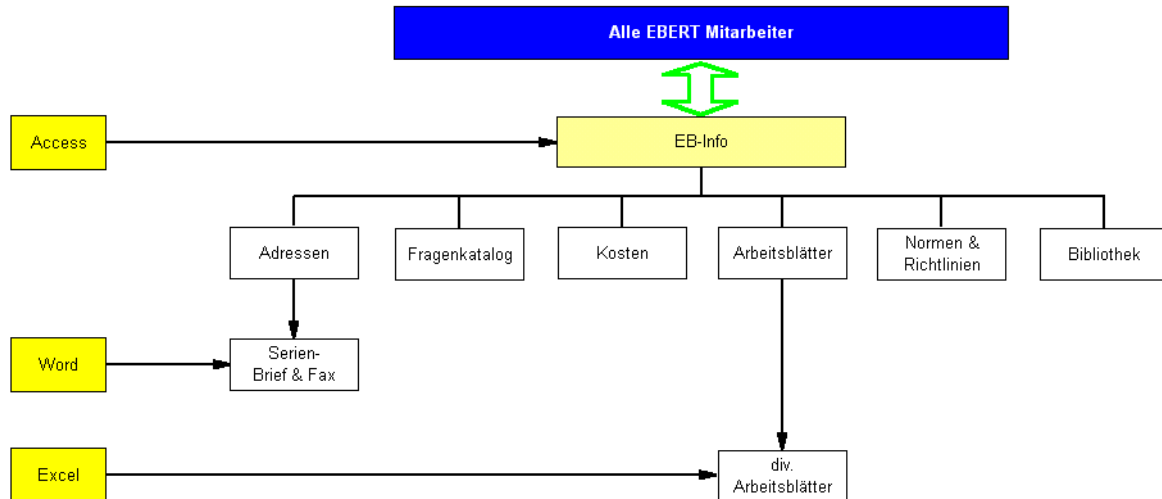 Alle EBERT Mitarbeiter
Access
EB-Info
Adressen
Fragenkatalog
Kosten
Arbeitsblätter
Normen &
Richtlinien
Bibliothek
Word
Serien-
Brief & Fax
Excel
div.
Arbeitsblätter